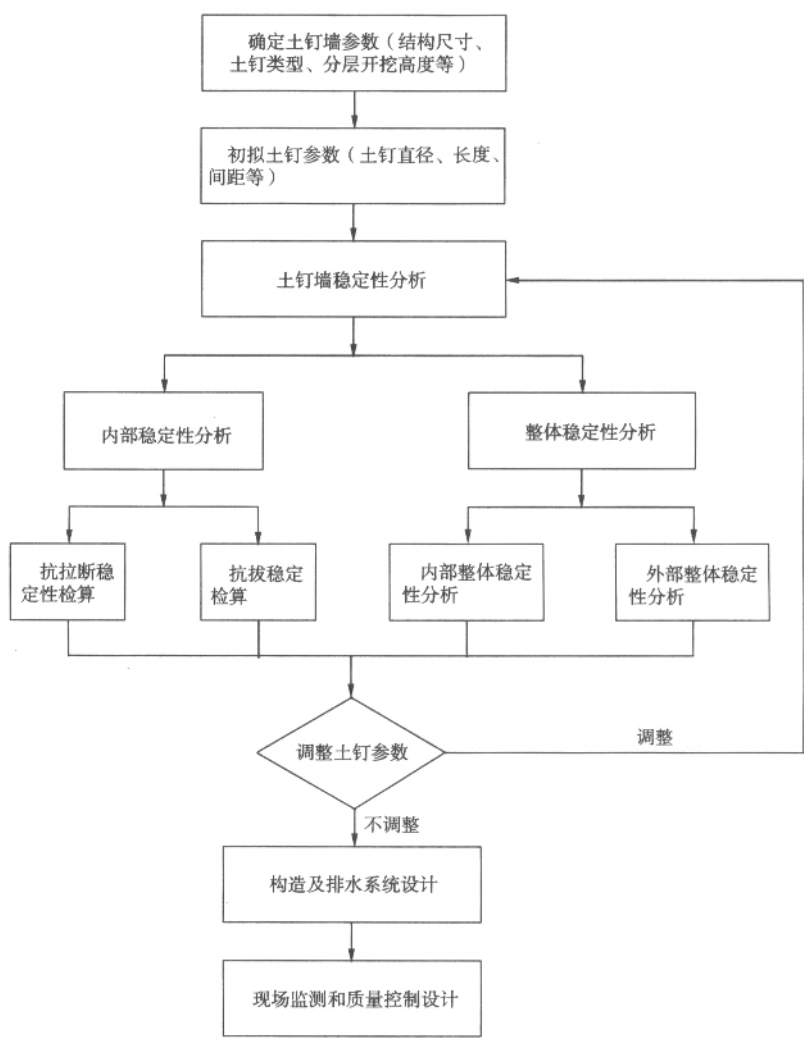 确定土钉墙参数（结构尺寸、
土钉类型、分层开挖高度等）
初拟土钉参数（土钉直径、长度、
间距等）
土钉墙稳定性分析
内部稳定性分析
整体稳定性分析
抗拉断稳
定性检算
抗拔稳定
检算
内部整体稳定
性分析
外部整体稳定
性分析
调整土钉参数
调整
不调整
构造及排水系统设计
现场监测和质量控制设计